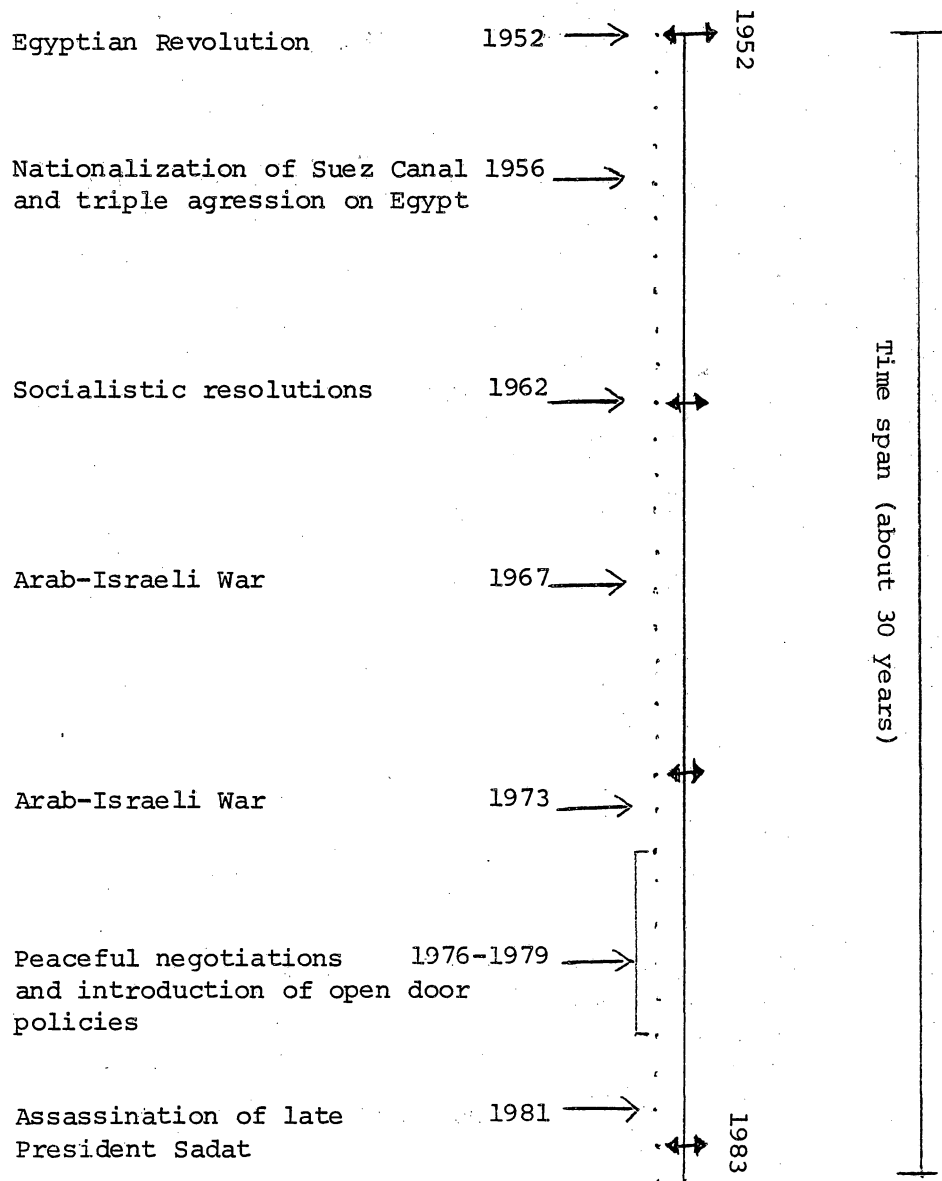 Egyptian Revolution 1952
1952
Nationalization of Suez Canal 1956
and triple agression on Egypt
Socialistic resolutions 1962
Time span (about 30 years)
Arab-Israeli War 1967
Arab-Israeli War 1973
Peaceful negotiations 1976-1979
and introduction of open door
policies
Assassination of late 1981
President Sadat
1983